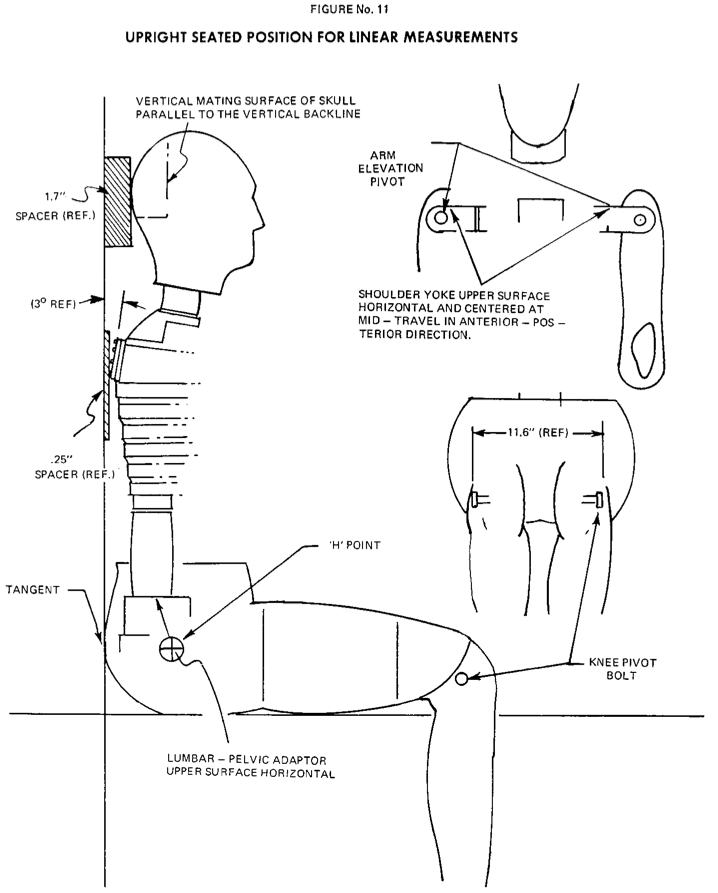 FIGURE No. 11
UPRIGHT SEATED POSITION FOR LINEAR MEASUREMENTS
VERTICAL MATING SURFACE OF SKULL
PARALLEL TO THE VERTICAL BACKLINE
1.7"
SPACER (REF.)
(3° REF)
.25"
SPACER (REF.)
ARM
ELEVATION
PIVOT
SHOULDER YOKE UPPER SURFACE
HORIZONTAL AND CENTERED AT
MID – TRAVEL IN ANTERIOR – POS –
TERIOR DIRECTION.
11.6" (REF)
'H' POINT
TANGENT
KNEE PIVOT
BOLT
LUMBAR – PELVIC ADAPTOR
UPPER SURFACE HORIZONTAL